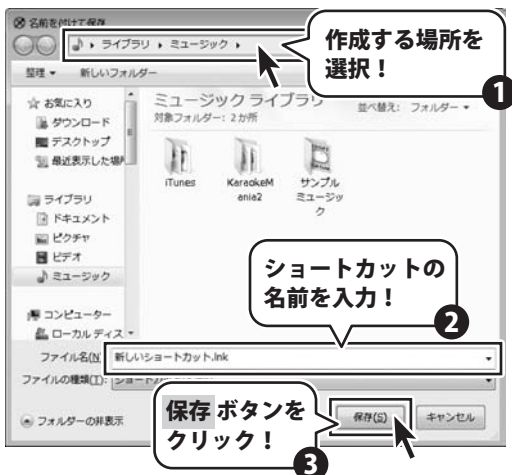 名前を付けて保存
ライブラリ ▸ ミュージック ▸
作成する場所を
選択！
1
整理 ▾ 新しいフォルダー
お気に入り
ダウンロード
デスクトップ
最近表示した場所
ライブラリ
ドキュメント
ピクチャ
ビデオ
ミュージック
コンピューター
ローカル ディス
ミュージック ライブラリ
対象フォルダー: 2 か所
並べ替え: フォルダー ▾
iTunes
KaraokeM
ania2
サンプル
ミュージッ
ク
ショートカットの
名前を入力！
2
ファイル名(N) 新しいショートカット.lnk
ファイルの種類(T):
保存 ボタンを
クリック！
3
フォルダーの非表示
保存(S)
キャンセル